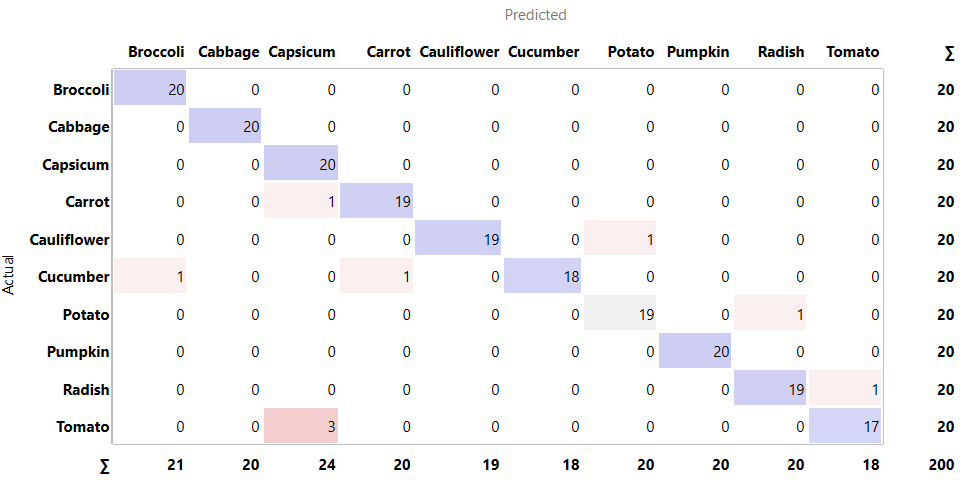 Predicted
Broccoli Cabbage Capsicum Carrot Cauliflower Cucumber Potato Pumpkin Radish Tomato ∑
Broccoli 20 0 0 0 0 0 0 0 0 0 20
Cabbage 0 20 0 0 0 0 0 0 0 0 20
Capsicum 0 0 20 0 0 0 0 0 0 0 20
Carrot 0 0 1 19 0 0 0 0 0 0 20
Cauliflower 0 0 0 0 19 0 1 0 0 0 20
Actual
Cucumber 1 0 0 1 0 18 0 0 0 0 20
Potato 0 0 0 0 0 0 19 0 1 0 20
Pumpkin 0 0 0 0 0 0 0 20 0 0 20
Radish 0 0 0 0 0 0 0 0 19 1 20
Tomato 0 0 3 0 0 0 0 0 0 17 20
∑ 21 20 24 20 19 18 20 20 20 18 200